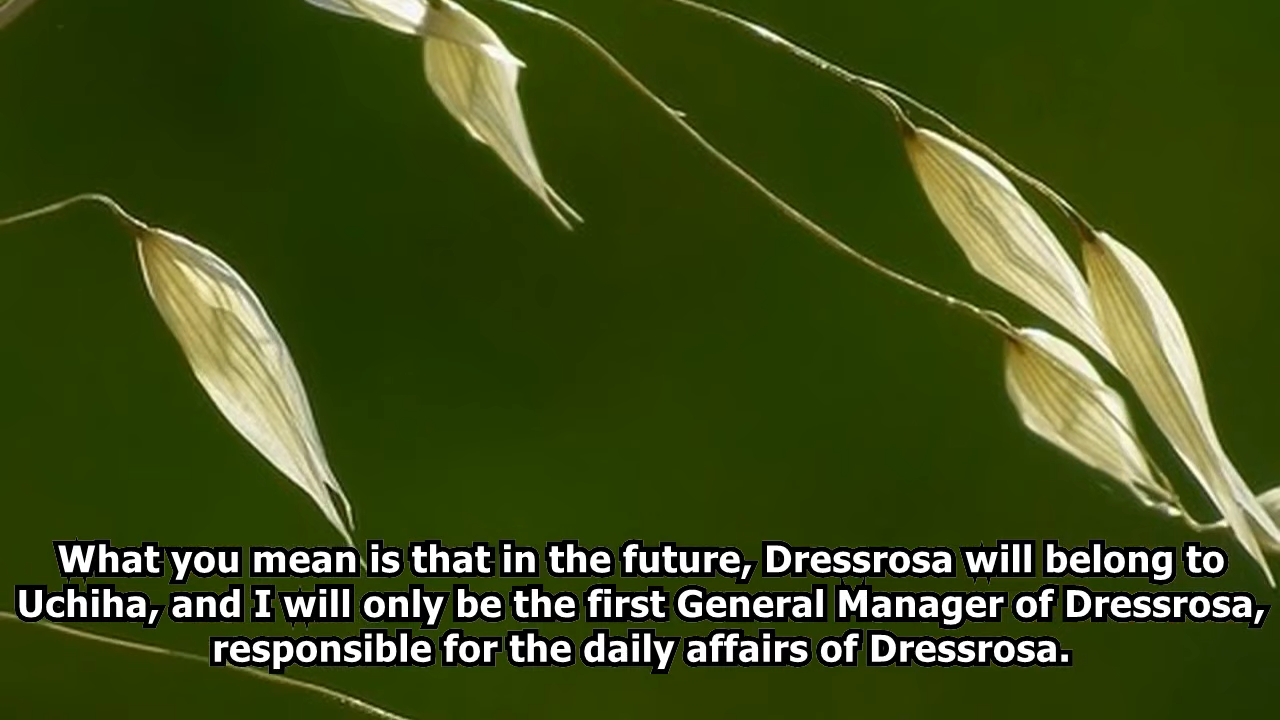 What you mean is that in the future, Dressrosa will belong to
Uchiha, and I will only be the first General Manager of Dressrosa,
responsible for the daily affairs of Dressrosa.